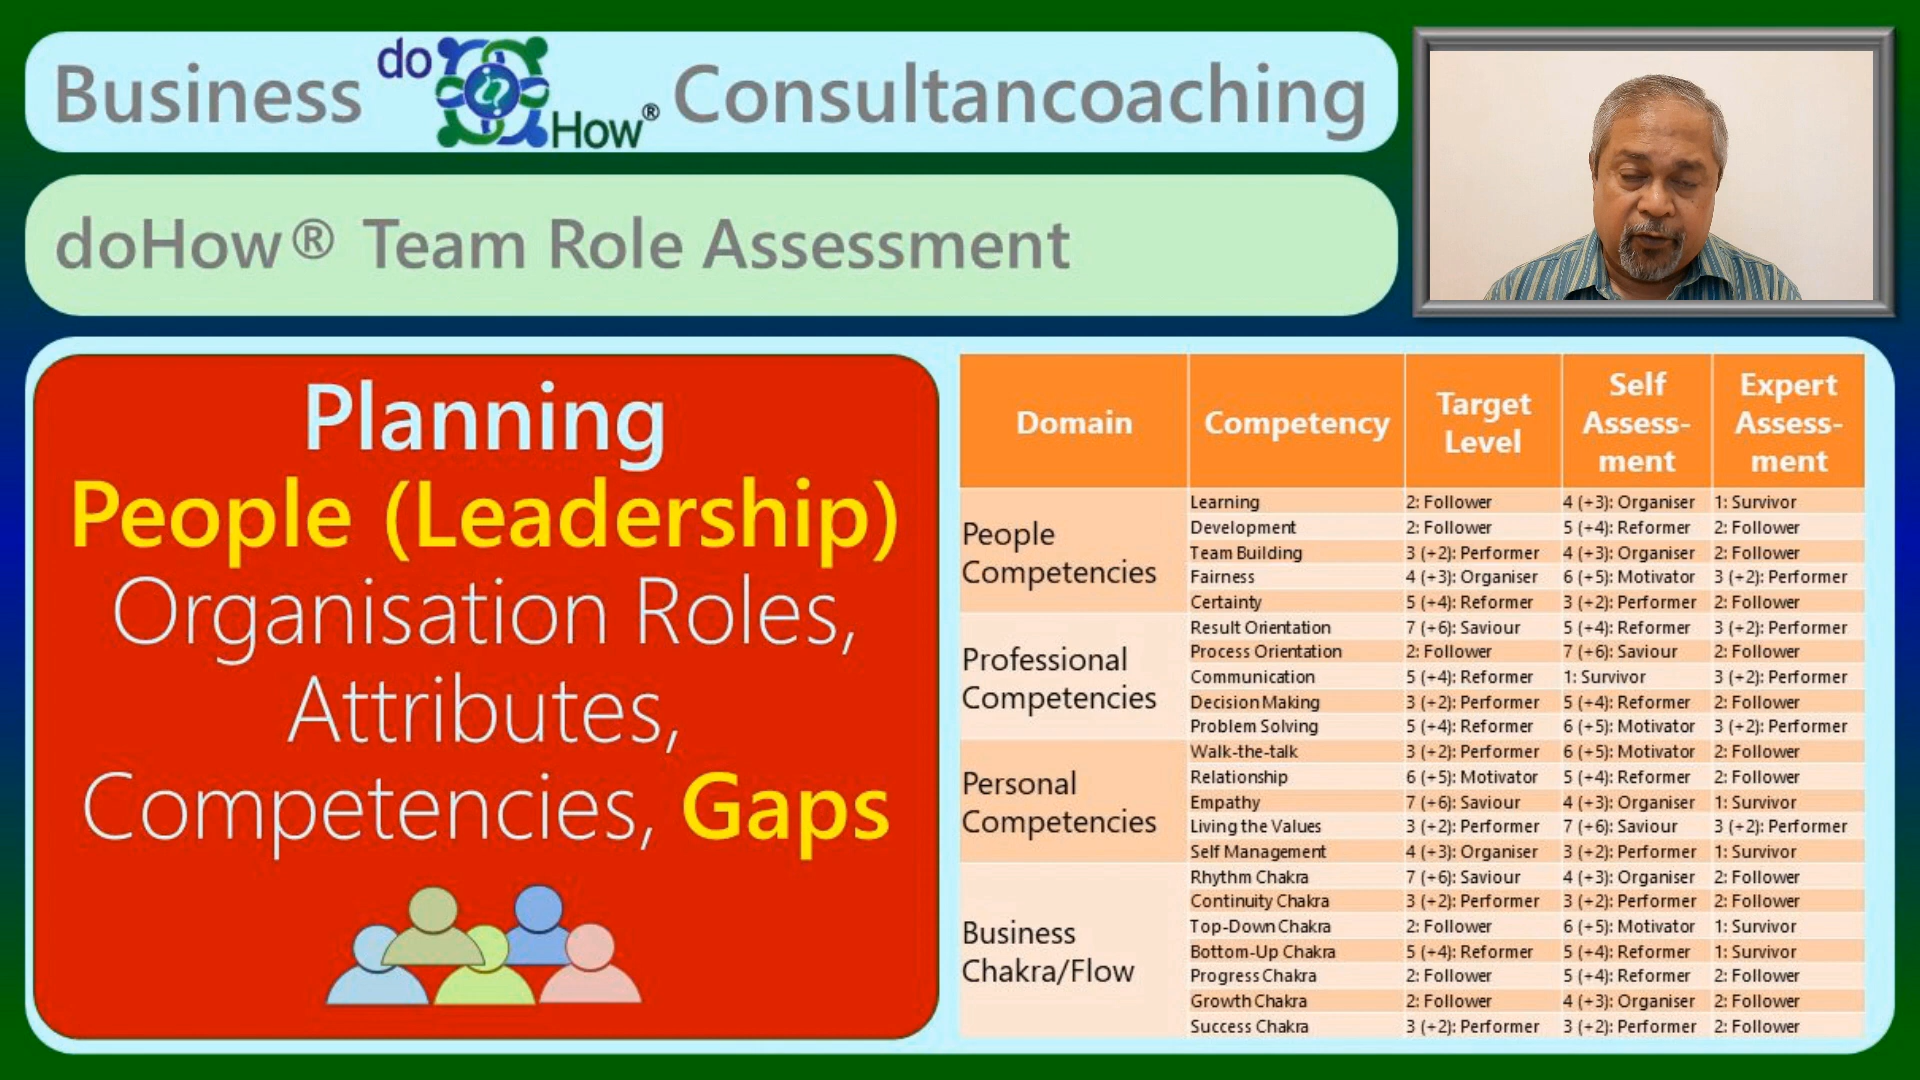 Business doHow® Consultancoaching
doHow® Team Role Assessment
Planning
People (Leadership)
Organisation Roles,
Attributes,
Competencies, Gaps
Domain Competency Target Level Self Assess-ment Expert Assess-ment
People Competencies
Learning 2: Follower 4 (+3): Organiser 1: Survivor
Development 2: Follower 5 (+4): Reformer 2: Follower
Team Building 3 (+2): Performer 4 (+3): Organiser 2: Follower
Fairness 4 (+3): Organiser 6 (+5): Motivator 3 (+2): Performer
Certainty 5 (+4): Reformer 3 (+2): Performer 2: Follower
Professional Competencies
Result Orientation 7 (+6): Saviour 5 (+4): Reformer 3 (+2): Performer
Process Orientation 2: Follower 7 (+6): Saviour 2: Follower
Communication 5 (+4): Reformer 1: Survivor 3 (+2): Performer
Decision Making 3 (+2): Performer 5 (+4): Reformer 2: Follower
Problem Solving 5 (+4): Reformer 6 (+5): Motivator 3 (+2): Performer
Personal Competencies
Walk-the-talk 3 (+2): Performer 6 (+5): Motivator 2: Follower
Relationship 6 (+5): Motivator 5 (+4): Reformer 2: Follower
Empathy 7 (+6): Saviour 4 (+3): Organiser 1: Survivor
Living the Values 3 (+2): Performer 7 (+6): Saviour 3 (+2): Performer
Self Management 4 (+3): Organiser 3 (+2): Performer 1: Survivor
Business Chakra/Flow
Rhythm Chakra 7 (+6): Saviour 4 (+3): Organiser 2: Follower
Continuity Chakra 3 (+2): Performer 3 (+2): Performer 2: Follower
Top-Down Chakra 2: Follower 6 (+5): Motivator 1: Survivor
Bottom-Up Chakra 5 (+4): Reformer 5 (+4): Reformer 1: Survivor
Progress Chakra 2: Follower 5 (+4): Reformer 2: Follower
Growth Chakra 2: Follower 4 (+3): Organiser 2: Follower
Success Chakra 3 (+2): Performer 3 (+2): Performer 2: Follower